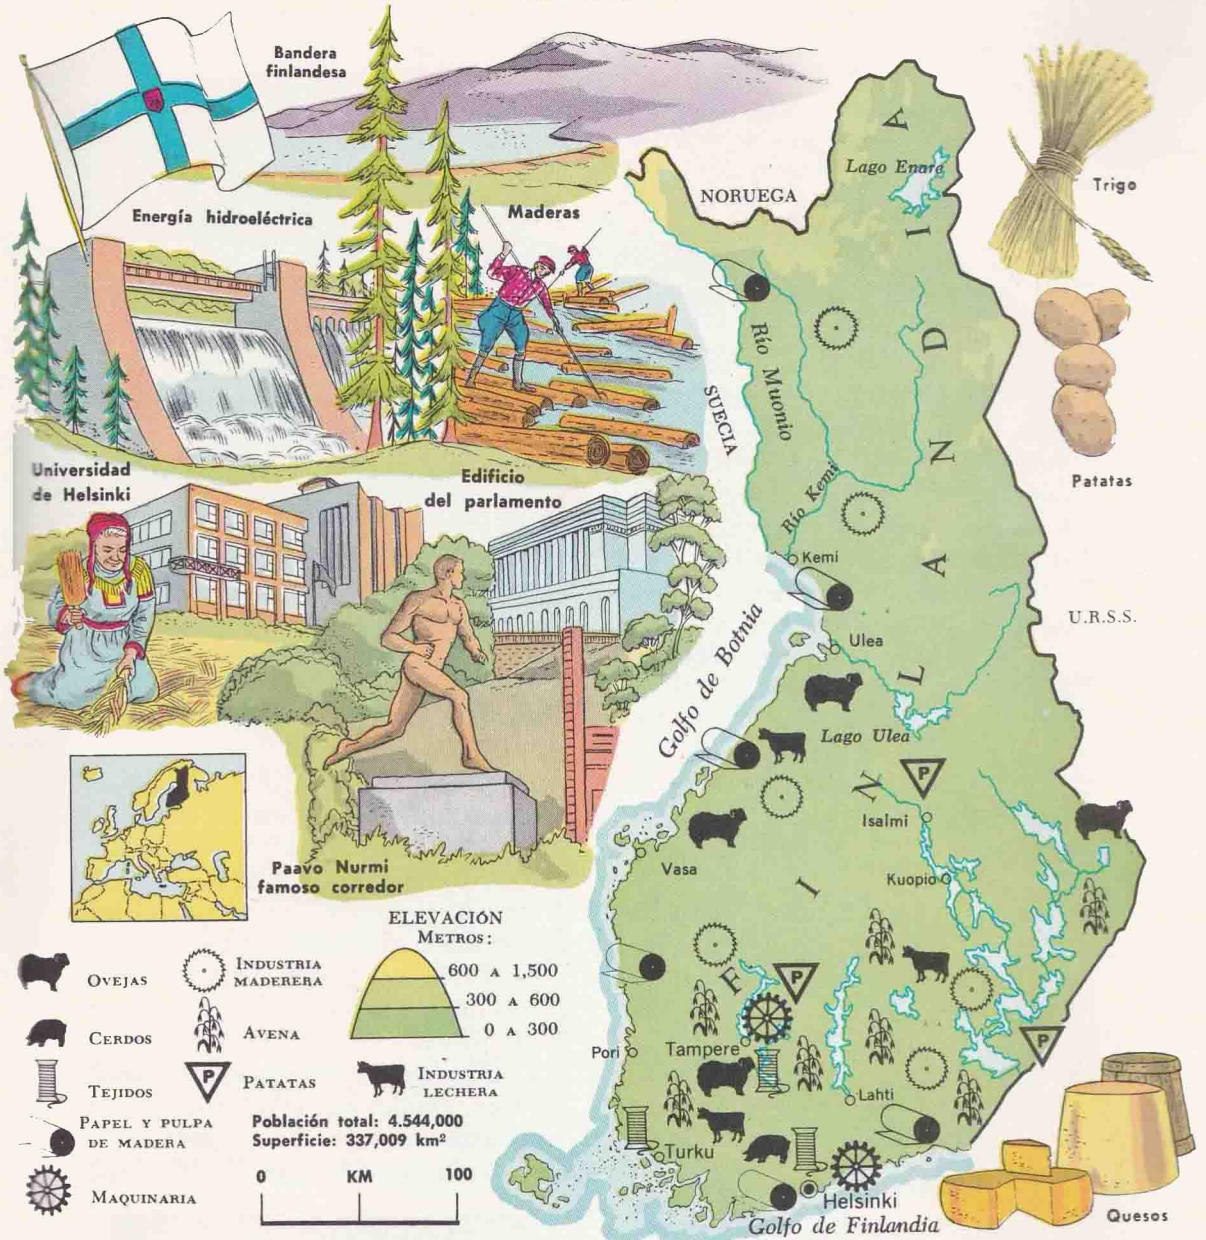 Bandera
finlandesa
Energía hidroeléctrica
Maderas
NORUEGA
Lago Enare
Trigo
SUECIA
Río Muonio
Río Kemi
Patatas
Universidad
de Helsinki
Edificio
del parlamento
Kemi
U.R.S.S.
Ulea
Golfo de Botnia
Lago Ulea
P
Isalmi
Vasa
Kuopio
FINLANDIA
Paavo Nurmi
famoso corredor
ELEVACIÓN
METROS:
600 A 1,500
300 A 600
0 A 300
OVEJAS
INDUSTRIA
MADERERA
CERDOS
AVENA
TEJIDOS
P
PATATAS
INDUSTRIA
LECHERA
PAPEL Y PULPA
DE MADERA
MAQUINARIA
Población total: 4.544,000
Superficie: 337,009 km²
0 KM 100
P
P
Pori
Tampere
Lahti
Turku
Helsinki
Golfo de Finlandia
Quesos